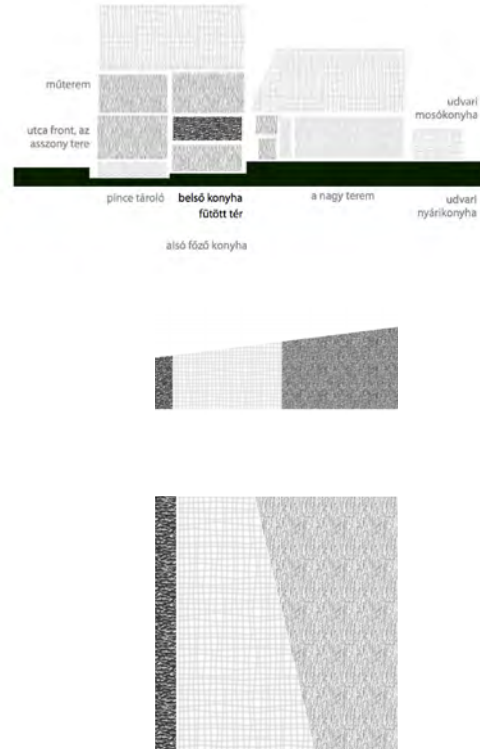 műterem
utca front, az
asszony tere
udvari
mosókonyha
pince tároló
belső konyha
fűtött tér
a nagy terem
udvari
nyárikonyha
alsó főző konyha